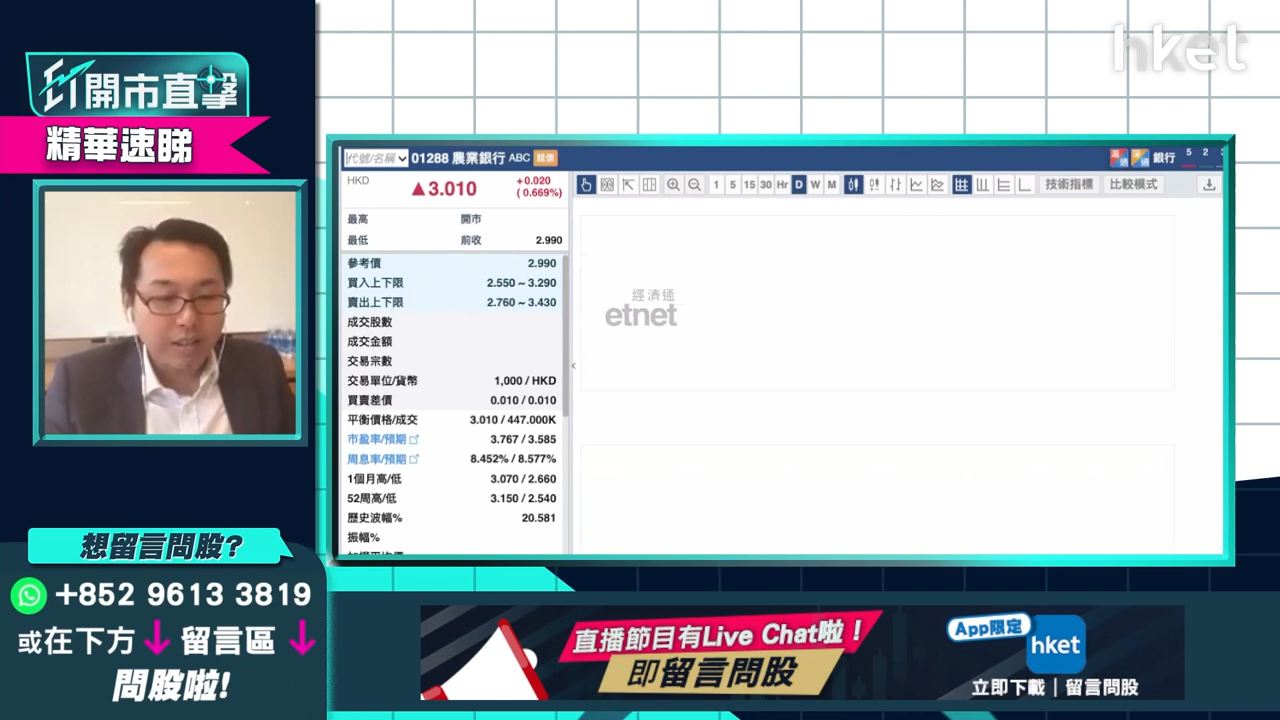 hket
ET開市直擊
精華速睇
代號/名稱 01288 農業銀行 ABC 競價
銀行 5 2
HKD
▲3.010
+0.020
(0.669%)
1 5 15 30 Hr D W M
技術指標 比較模式
最高 開市
最低 前收 2.990
參考價 2.990
買入上下限 2.550 ~ 3.290
賣出上下限 2.760 ~ 3.430
成交股數
成交金額
交易宗數
交易單位/貨幣 1,000 / HKD
買賣差價 0.010 / 0.010
平衡價格/成交 3.010 / 447.000K
市盈率/預期 3.767 / 3.585
周息率/預期 8.452% / 8.577%
1個月高/低 3.070 / 2.660
52周高/低 3.150 / 2.540
歷史波幅% 20.581
振幅%
經濟通
etnet
想留言問股?
+852 9613 3819
或在下方↓留言區↓
問股啦!
直播節目有Live Chat啦！
即留言問股
App限定
hket
立即下載｜留言問股